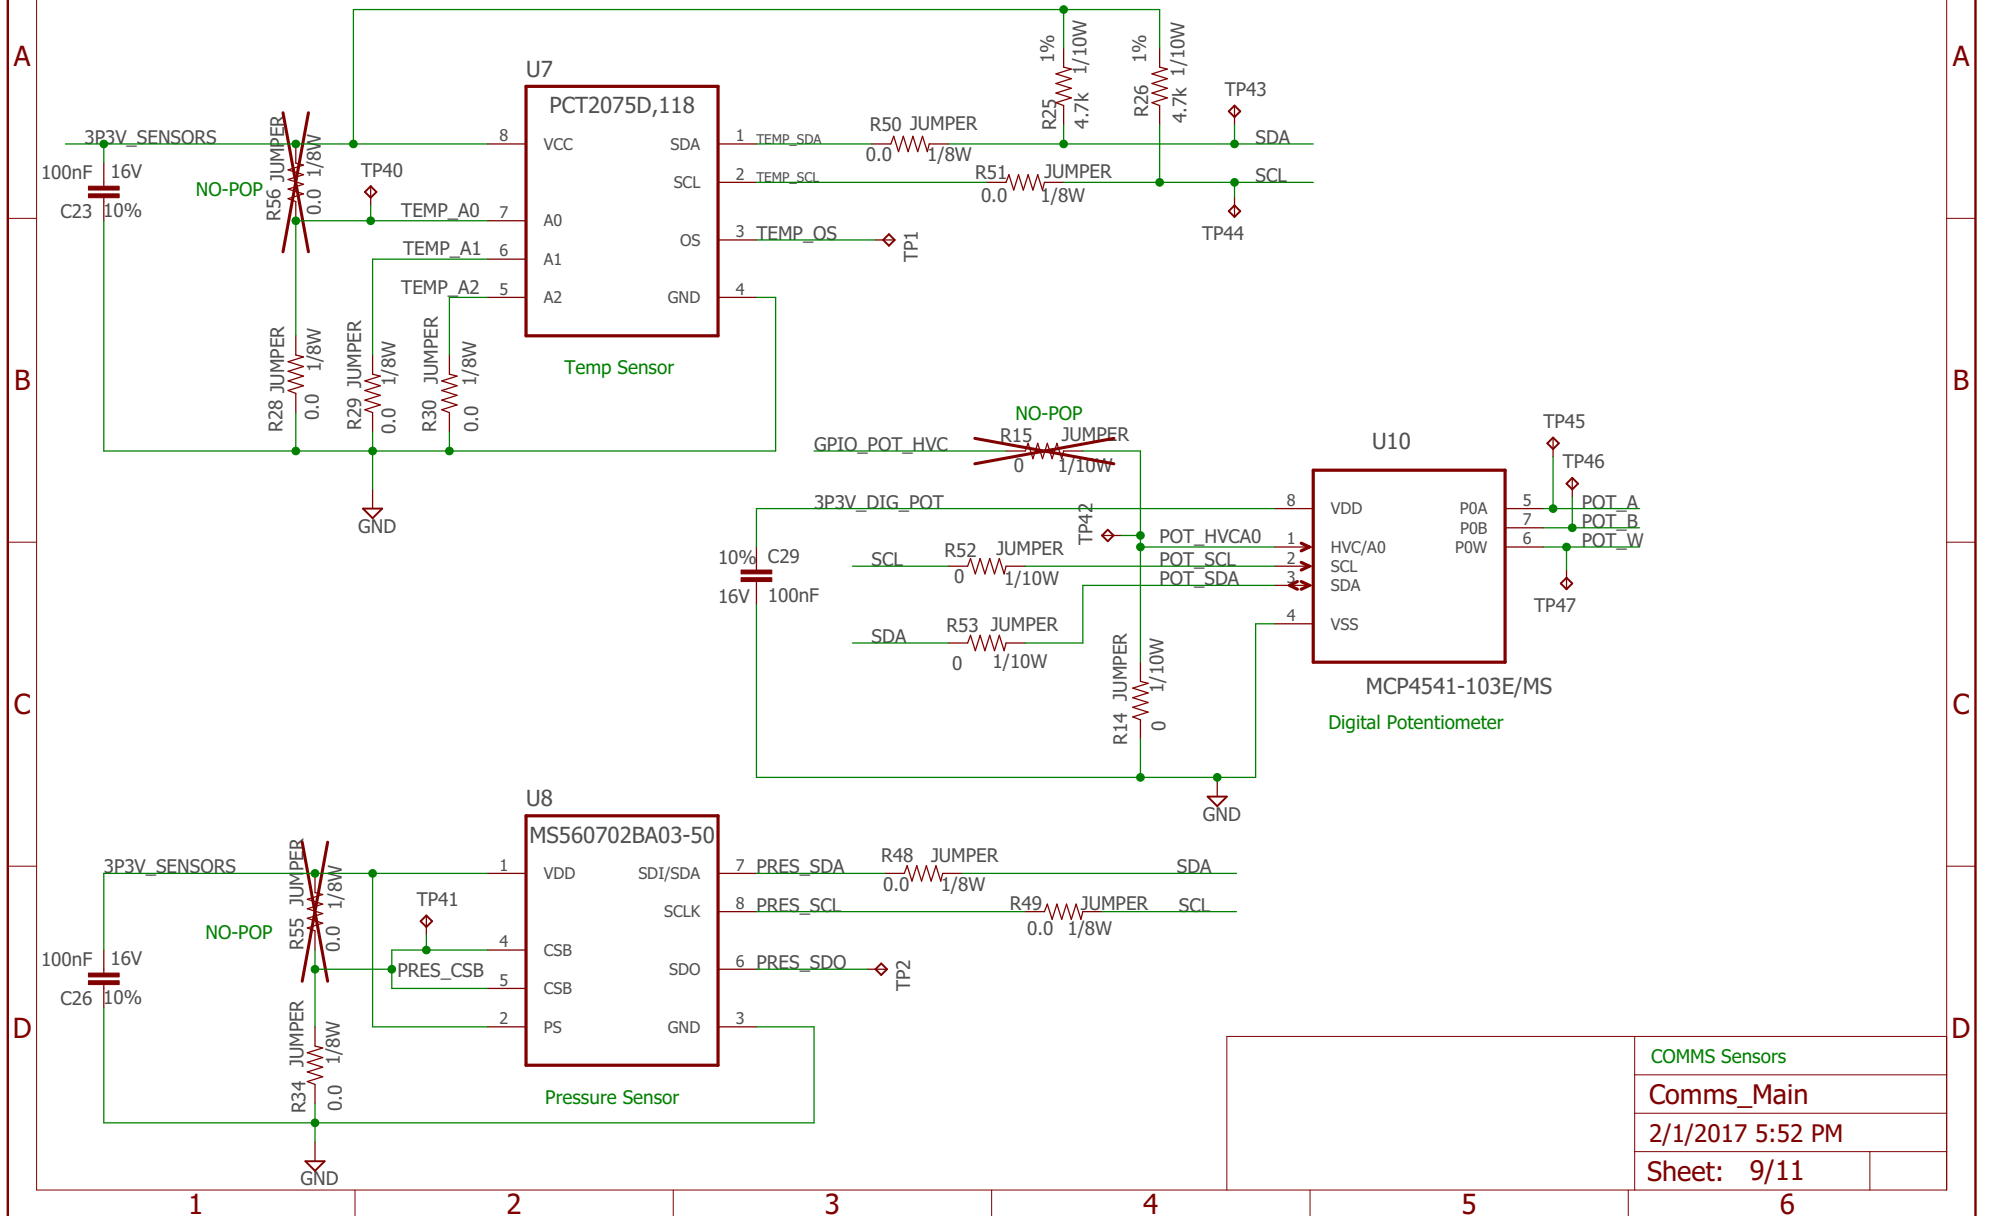 A
A
B
B
C
C
D
D
1
2
3
4
5
6
U7
PCT2075D,118
8 VCC
7 A0
6 A1
5 A2
SDA 1
SCL 2
OS 3
GND 4
Temp Sensor
3P3V_SENSORS
100nF 16V
C23 10%
NO-POP
R56 JUMPER
0.0 1/8W
TP40
TEMP_A0
TEMP_A1
TEMP_A2
R28 JUMPER
0.0 1/8W
R29 JUMPER
0.0 1/8W
R30 JUMPER
0.0 1/8W
GND
TEMP_SDA
TEMP_SCL
TEMP_OS
TP1
R50 JUMPER
0.0 1/8W
R51 JUMPER
0.0 1/8W
R25 1%
4.7k 1/10W
R26 1%
4.7k 1/10W
TP43
SDA
SCL
TP44
NO-POP
GPIO_POT_HVC
R15 JUMPER
0 1/10W
3P3V_DIG_POT
TP42
10% C29
16V 100nF
SCL
R52 JUMPER
0 1/10W
SDA
R53 JUMPER
0 1/10W
POT_HVCA0
POT_SCL
POT_SDA
R14 JUMPER
0 1/10W
GND
U10
8 VDD
1 HVC/A0
2 SCL
3 SDA
4 VSS
P0A 5
P0B 7
P0W 6
POT_A
POT_B
POT_W
TP45
TP46
TP47
MCP4541-103E/MS
Digital Potentiometer
U8
MS560702BA03-50
1 VDD
4 CSB
5 CSB
2 PS
SDI/SDA 7
SCLK 8
SDO 6
GND 3
Pressure Sensor
3P3V_SENSORS
100nF 16V
C26 10%
NO-POP
R55 JUMPER
0.0 1/8W
TP41
PRES_CSB
R34 JUMPER
0.0 1/8W
GND
PRES_SDA
PRES_SCL
PRES_SDO
TP2
R48 JUMPER
0.0 1/8W
SDA
R49 JUMPER
0.0 1/8W
SCL
COMMS Sensors
Comms_Main
2/1/2017 5:52 PM
Sheet: 9/11